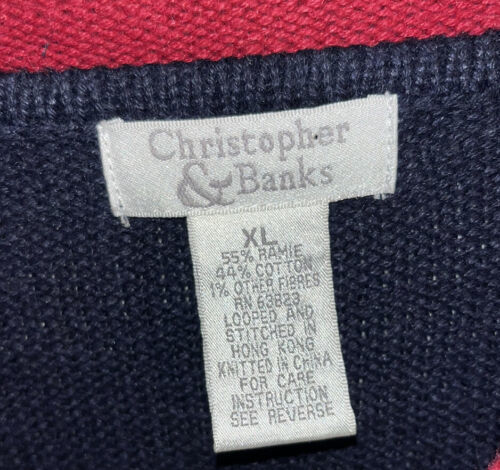 Christopher
& Banks
XL
55% RAMIE
44% COTTON
1% OTHER FIBRES
RN 63823
LOOPED AND
STITCHED IN
HONG KONG
KNITTED IN CHINA
FOR CARE
INSTRUCTION
SEE REVERSE